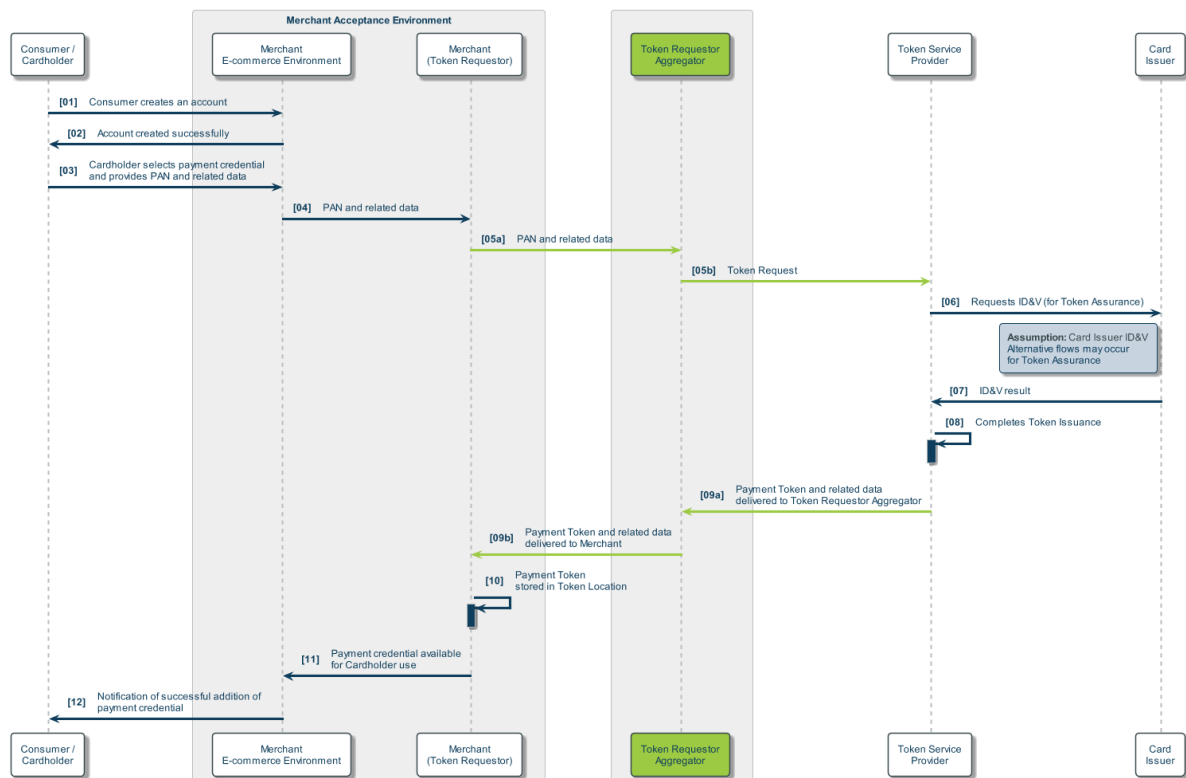 Merchant Acceptance Environment
Consumer /
Cardholder
Merchant
E-commerce Environment
Merchant
(Token Requestor)
Token Requestor
Aggregator
Token Service
Provider
Card
Issuer
[01] Consumer creates an account
[02] Account created successfully
[03] Cardholder selects payment credential
and provides PAN and related data
[04] PAN and related data
[05a] PAN and related data
[05b] Token Request
[06] Requests ID&V (for Token Assurance)
Assumption: Card Issuer ID&V
Alternative flows may occur
for Token Assurance
[07] ID&V result
[08] Completes Token Issuance
[09a] Payment Token and related data
delivered to Token Requestor Aggregator
[09b] Payment Token and related data
delivered to Merchant
[10] Payment Token
stored in Token Location
[11] Payment credential available
for Cardholder use
[12] Notification of successful addition of
payment credential
Consumer /
Cardholder
Merchant
E-commerce Environment
Merchant
(Token Requestor)
Token Requestor
Aggregator
Token Service
Provider
Card
Issuer